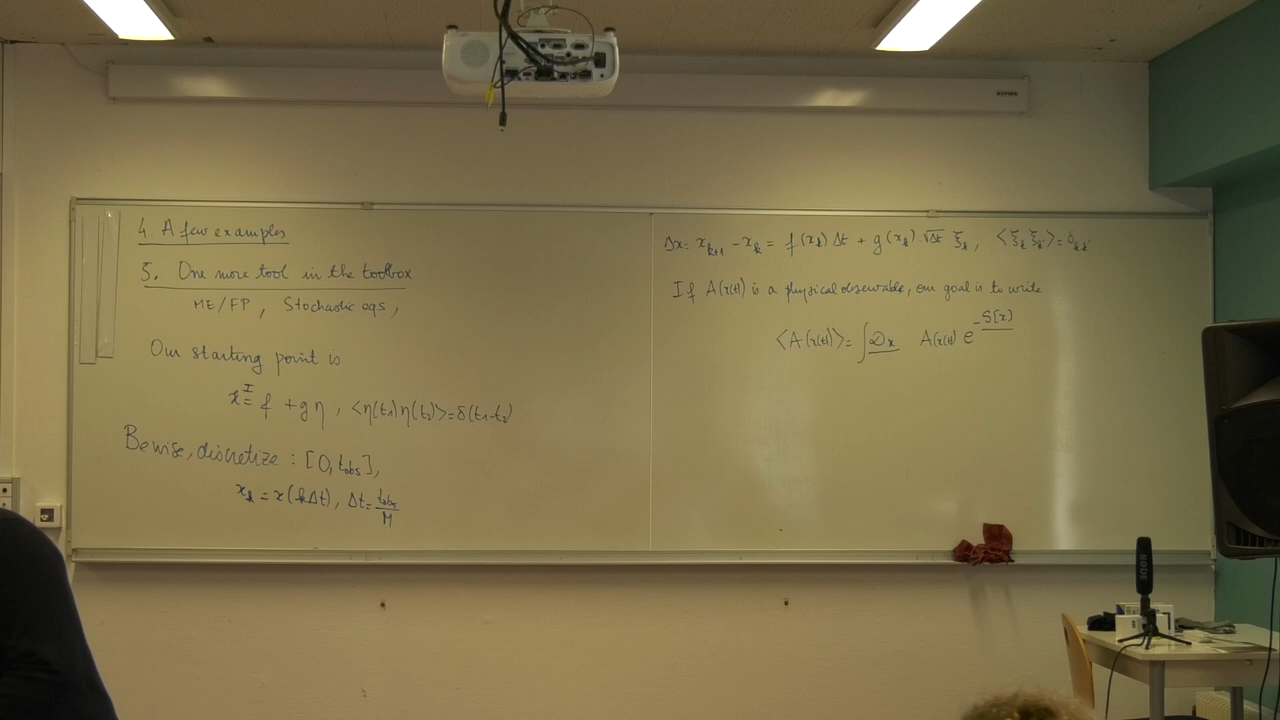 4. A few examples
5. One more tool in the toolbox
ME/FP, Stochastic eqs,
Our starting point is
ẋ =^I f + g η, <η(t₁)η(t₂)> = δ(t₁-t₂)
Be wise, discretize : [0, t_obs],
x_k = x(kΔt), Δt = t_obs/M
Δx = x_{k+1} - x_k = f(x_k) Δt + g(x_k) √Δt ξ_k, <ξ_k ξ_k'> = δ_{k,k'}
If A(x(t)) is a physical observable, our goal is to write
<A(x(t))> = ∫𝒟x A(x(t)) e^{-S[x]}
RØDE